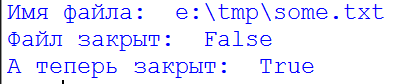 Имя файла:  e:\tmp\some.txt
Файл закрыт:  False
А теперь закрыт:  True